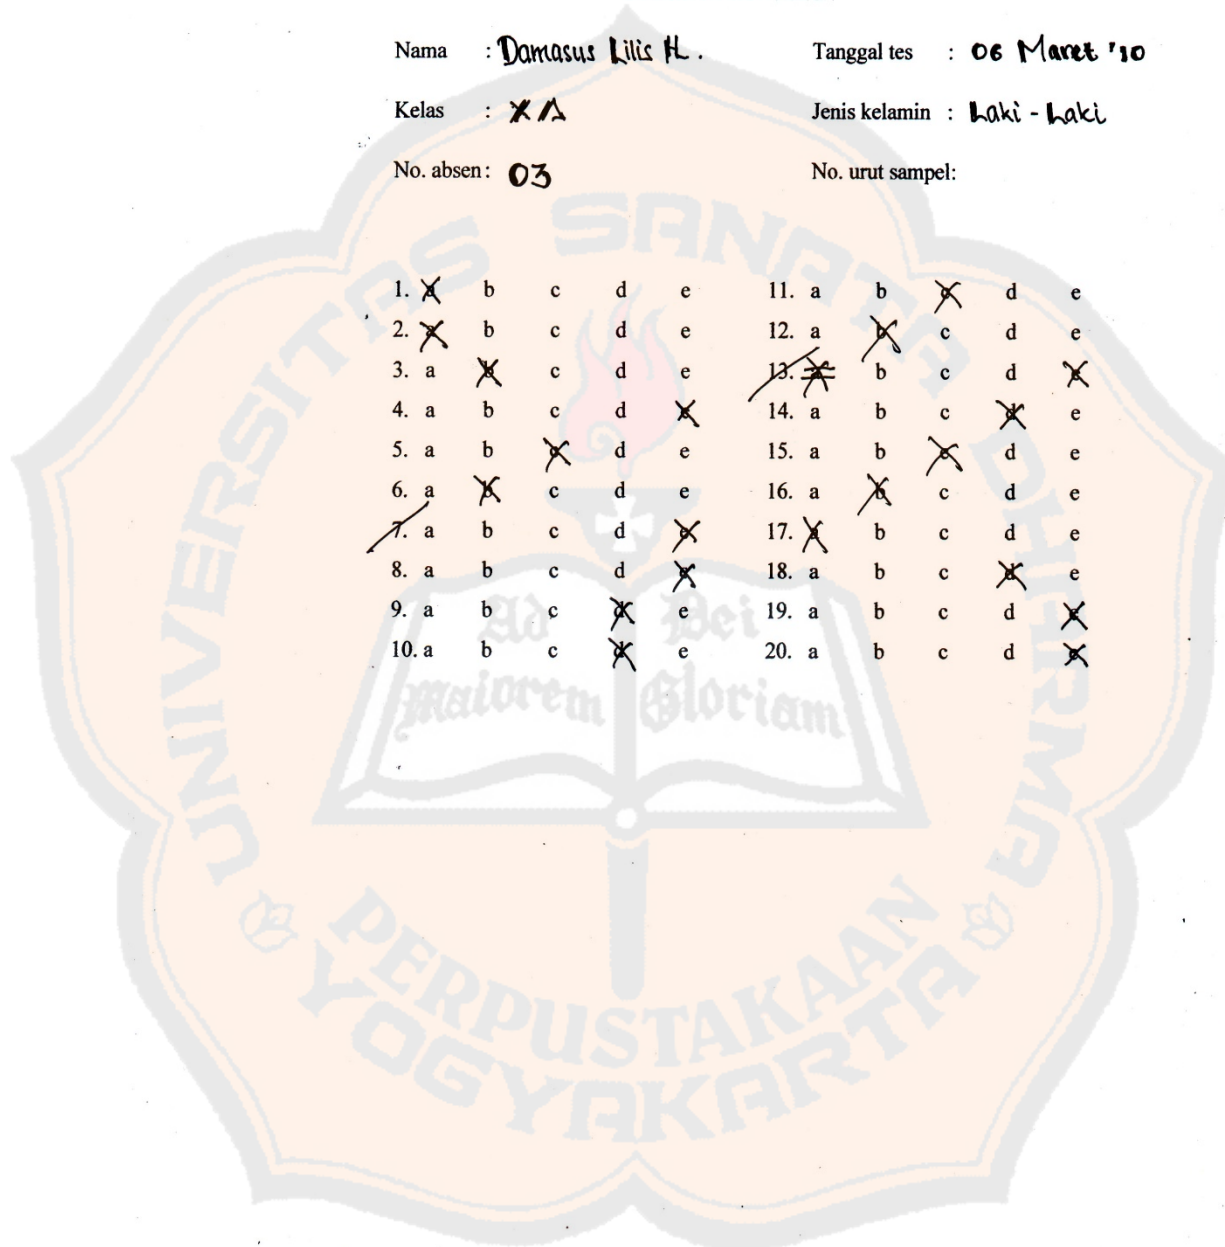 Nama : Damasus Lilis H. Tanggal tes : 06 Maret '10
Kelas : XA Jenis kelamin : Laki - Laki
No. absen : 03 No. urut sampel:
1. a b c d e 11. a b c d e
2. a b c d e 12. a b c d e
3. a b c d e 13. a b c d e
4. a b c d e 14. a b c d e
5. a b c d e 15. a b c d e
6. a b c d e 16. a b c d e
7. a b c d e 17. a b c d e
8. a b c d e 18. a b c d e
9. a b c d e 19. a b c d e
10. a b c d e 20. a b c d e
UNIVERSITAS SANATA DHARMA
Ad Dei
maiorem Gloriam
PERPUSTAKAAN
YOGYAKARTA